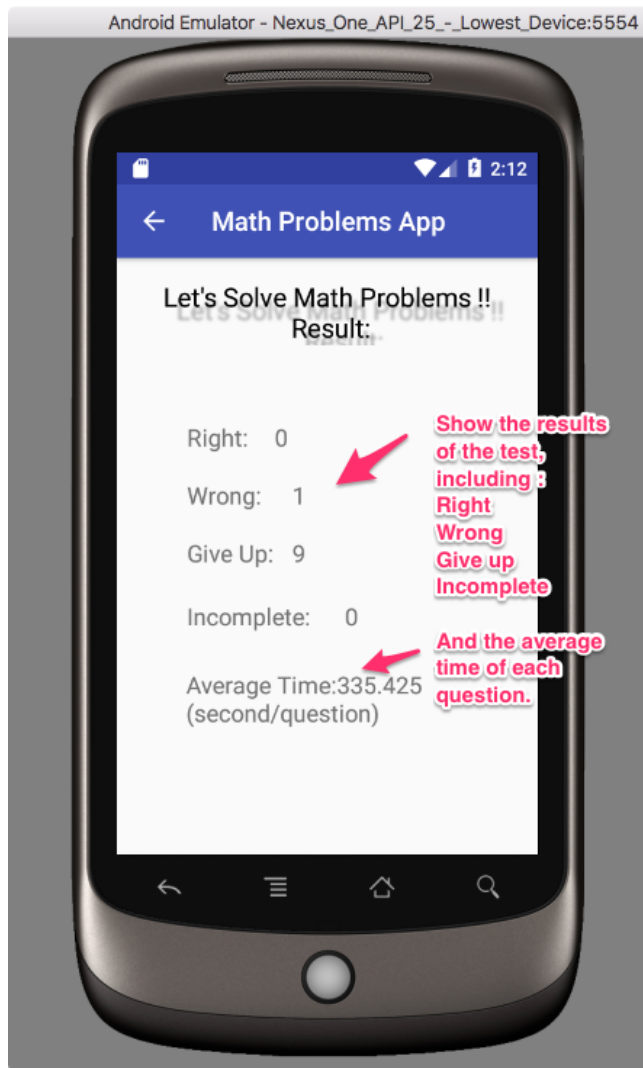 Android Emulator - Nexus_One_API_25_-_Lowest_Device:5554
2:12
Math Problems App
Let's Solve Math Problems !!
Result:
Right: 0
Wrong: 1
Give Up: 9
Incomplete: 0
Average Time:335.425
(second/question)
Show the results
of the test,
including :
Right
Wrong
Give up
Incomplete
And the average
time of each
question.